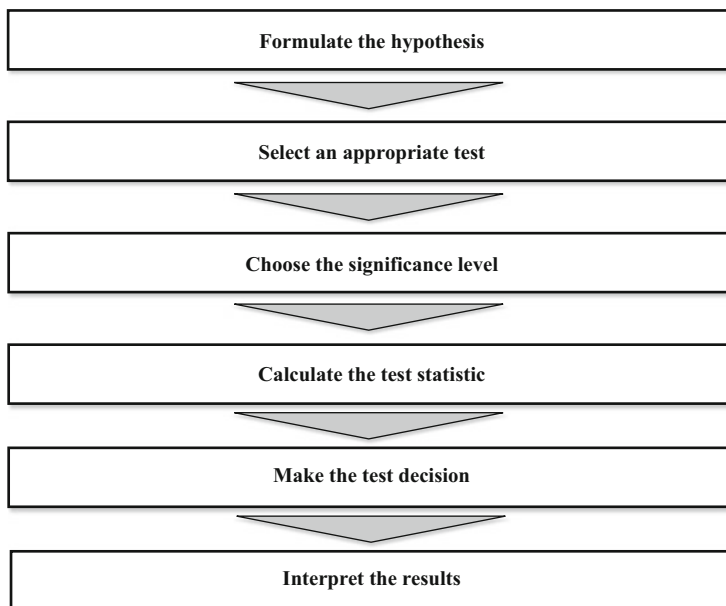 Formulate the hypothesis
Select an appropriate test
Choose the significance level
Calculate the test statistic
Make the test decision
Interpret the results